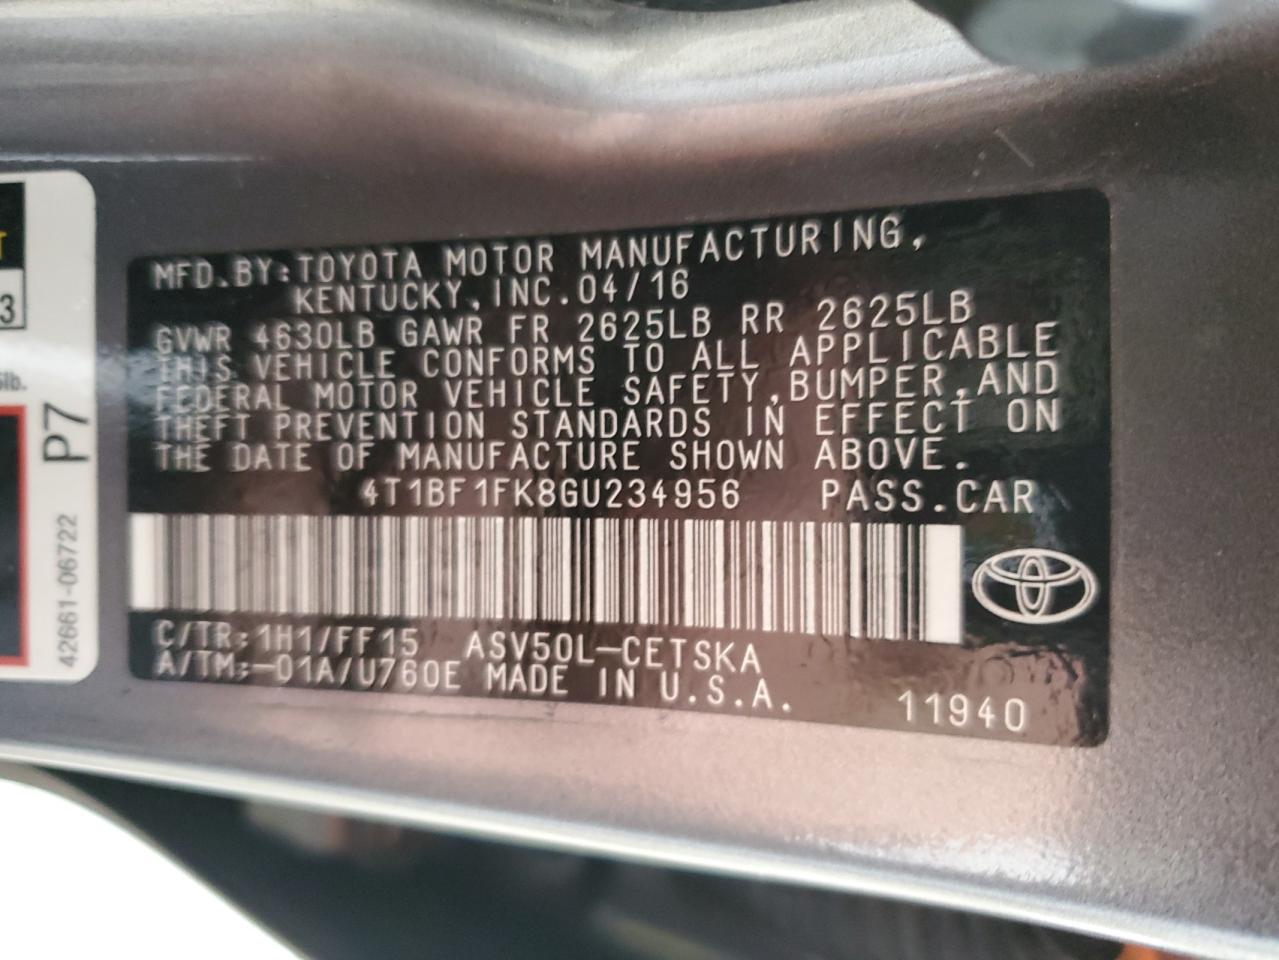 MFD.BY:TOYOTA MOTOR MANUFACTURING,
KENTUCKY,INC.04/16
GVWR 4630LB GAWR FR 2625LB RR 2625LB
THIS VEHICLE CONFORMS TO ALL APPLICABLE
FEDERAL MOTOR VEHICLE SAFETY,BUMPER,AND
THEFT PREVENTION STANDARDS IN EFFECT ON
THE DATE OF MANUFACTURE SHOWN ABOVE.
4T1BF1FK8GU234956 PASS.CAR
C/TR:1H1/FF15 ASV50L-CETSKA
A/TM:-01A/U760E MADE IN U.S.A.
11940
T
3
lb.
P7
42661-06722